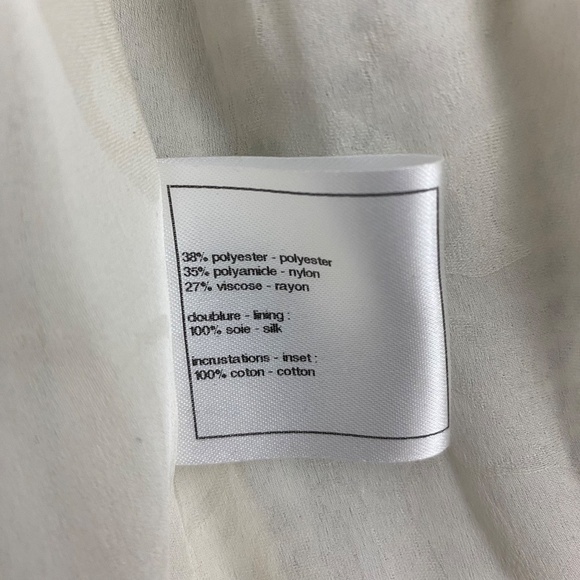 38% polyester - polyester
35% polyamide - nylon
27% viscose - rayon
doublure - lining :
100% soie - silk
incrustations - inset :
100% coton - cotton